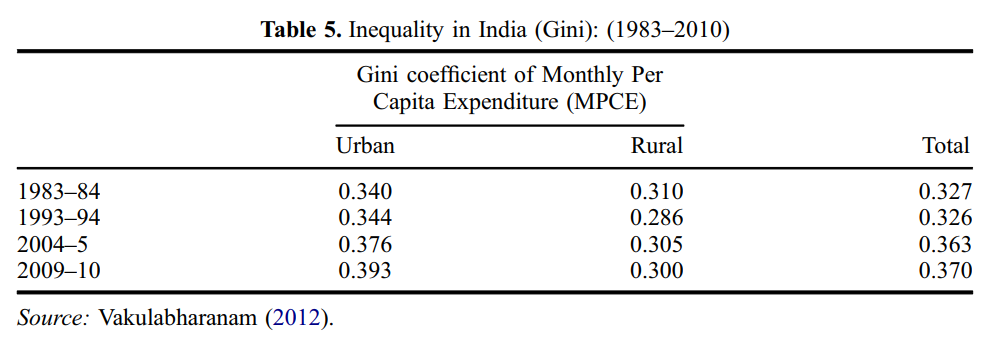 Table 5. Inequality in India (Gini): (1983–2010)
Gini coefficient of Monthly Per
Capita Expenditure (MPCE)
Urban Rural Total
1983–84 0.340 0.310 0.327
1993–94 0.344 0.286 0.326
2004–5 0.376 0.305 0.363
2009–10 0.393 0.300 0.370
Source: Vakulabharanam (2012).